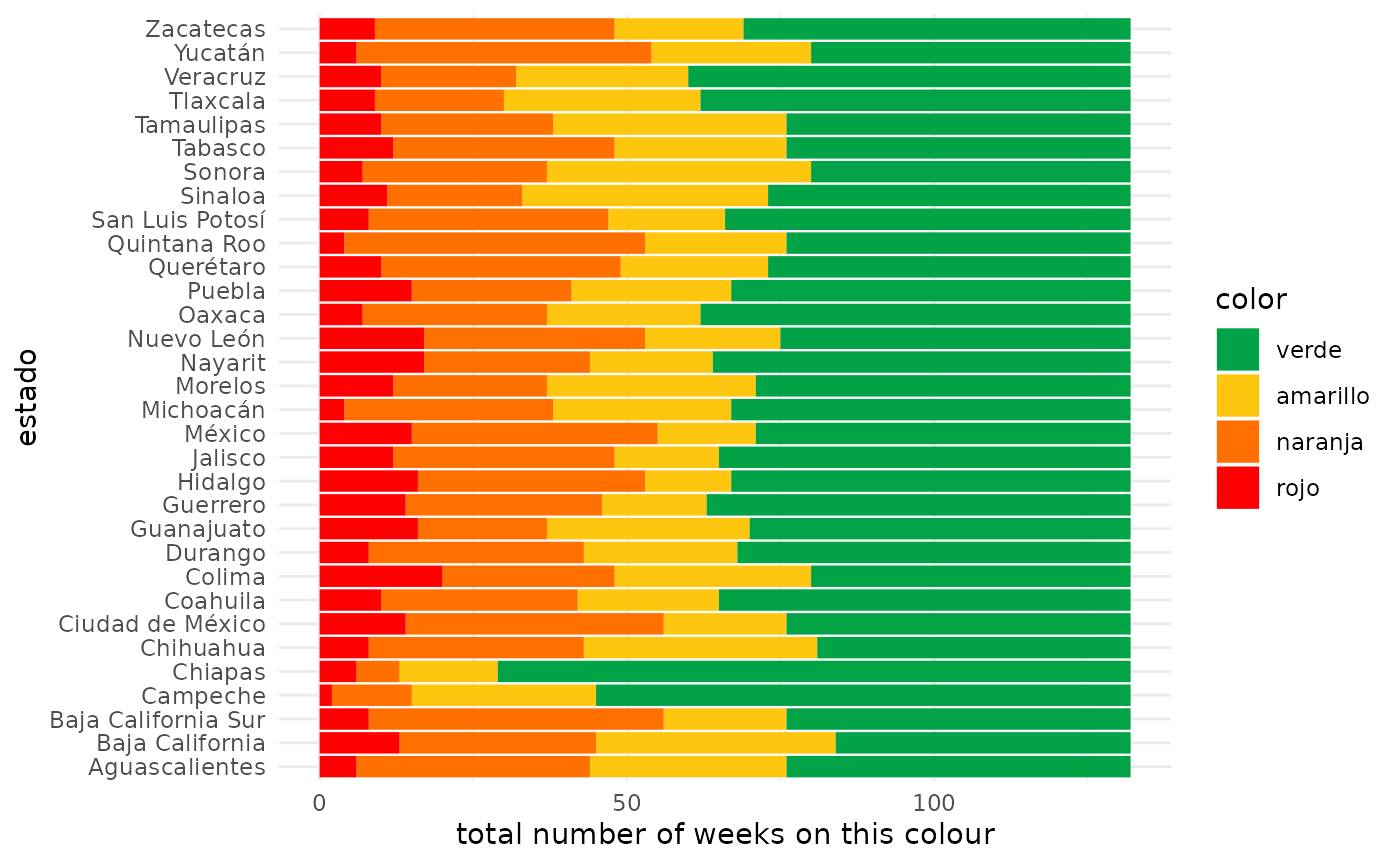 estado
Zacatecas
Yucatán
Veracruz
Tlaxcala
Tamaulipas
Tabasco
Sonora
Sinaloa
San Luis Potosí
Quintana Roo
Querétaro
Puebla
Oaxaca
Nuevo León
Nayarit
Morelos
Michoacán
México
Jalisco
Hidalgo
Guerrero
Guanajuato
Durango
Colima
Coahuila
Ciudad de México
Chihuahua
Chiapas
Campeche
Baja California Sur
Baja California
Aguascalientes
0 50 100
total number of weeks on this colour
color
verde
amarillo
naranja
rojo